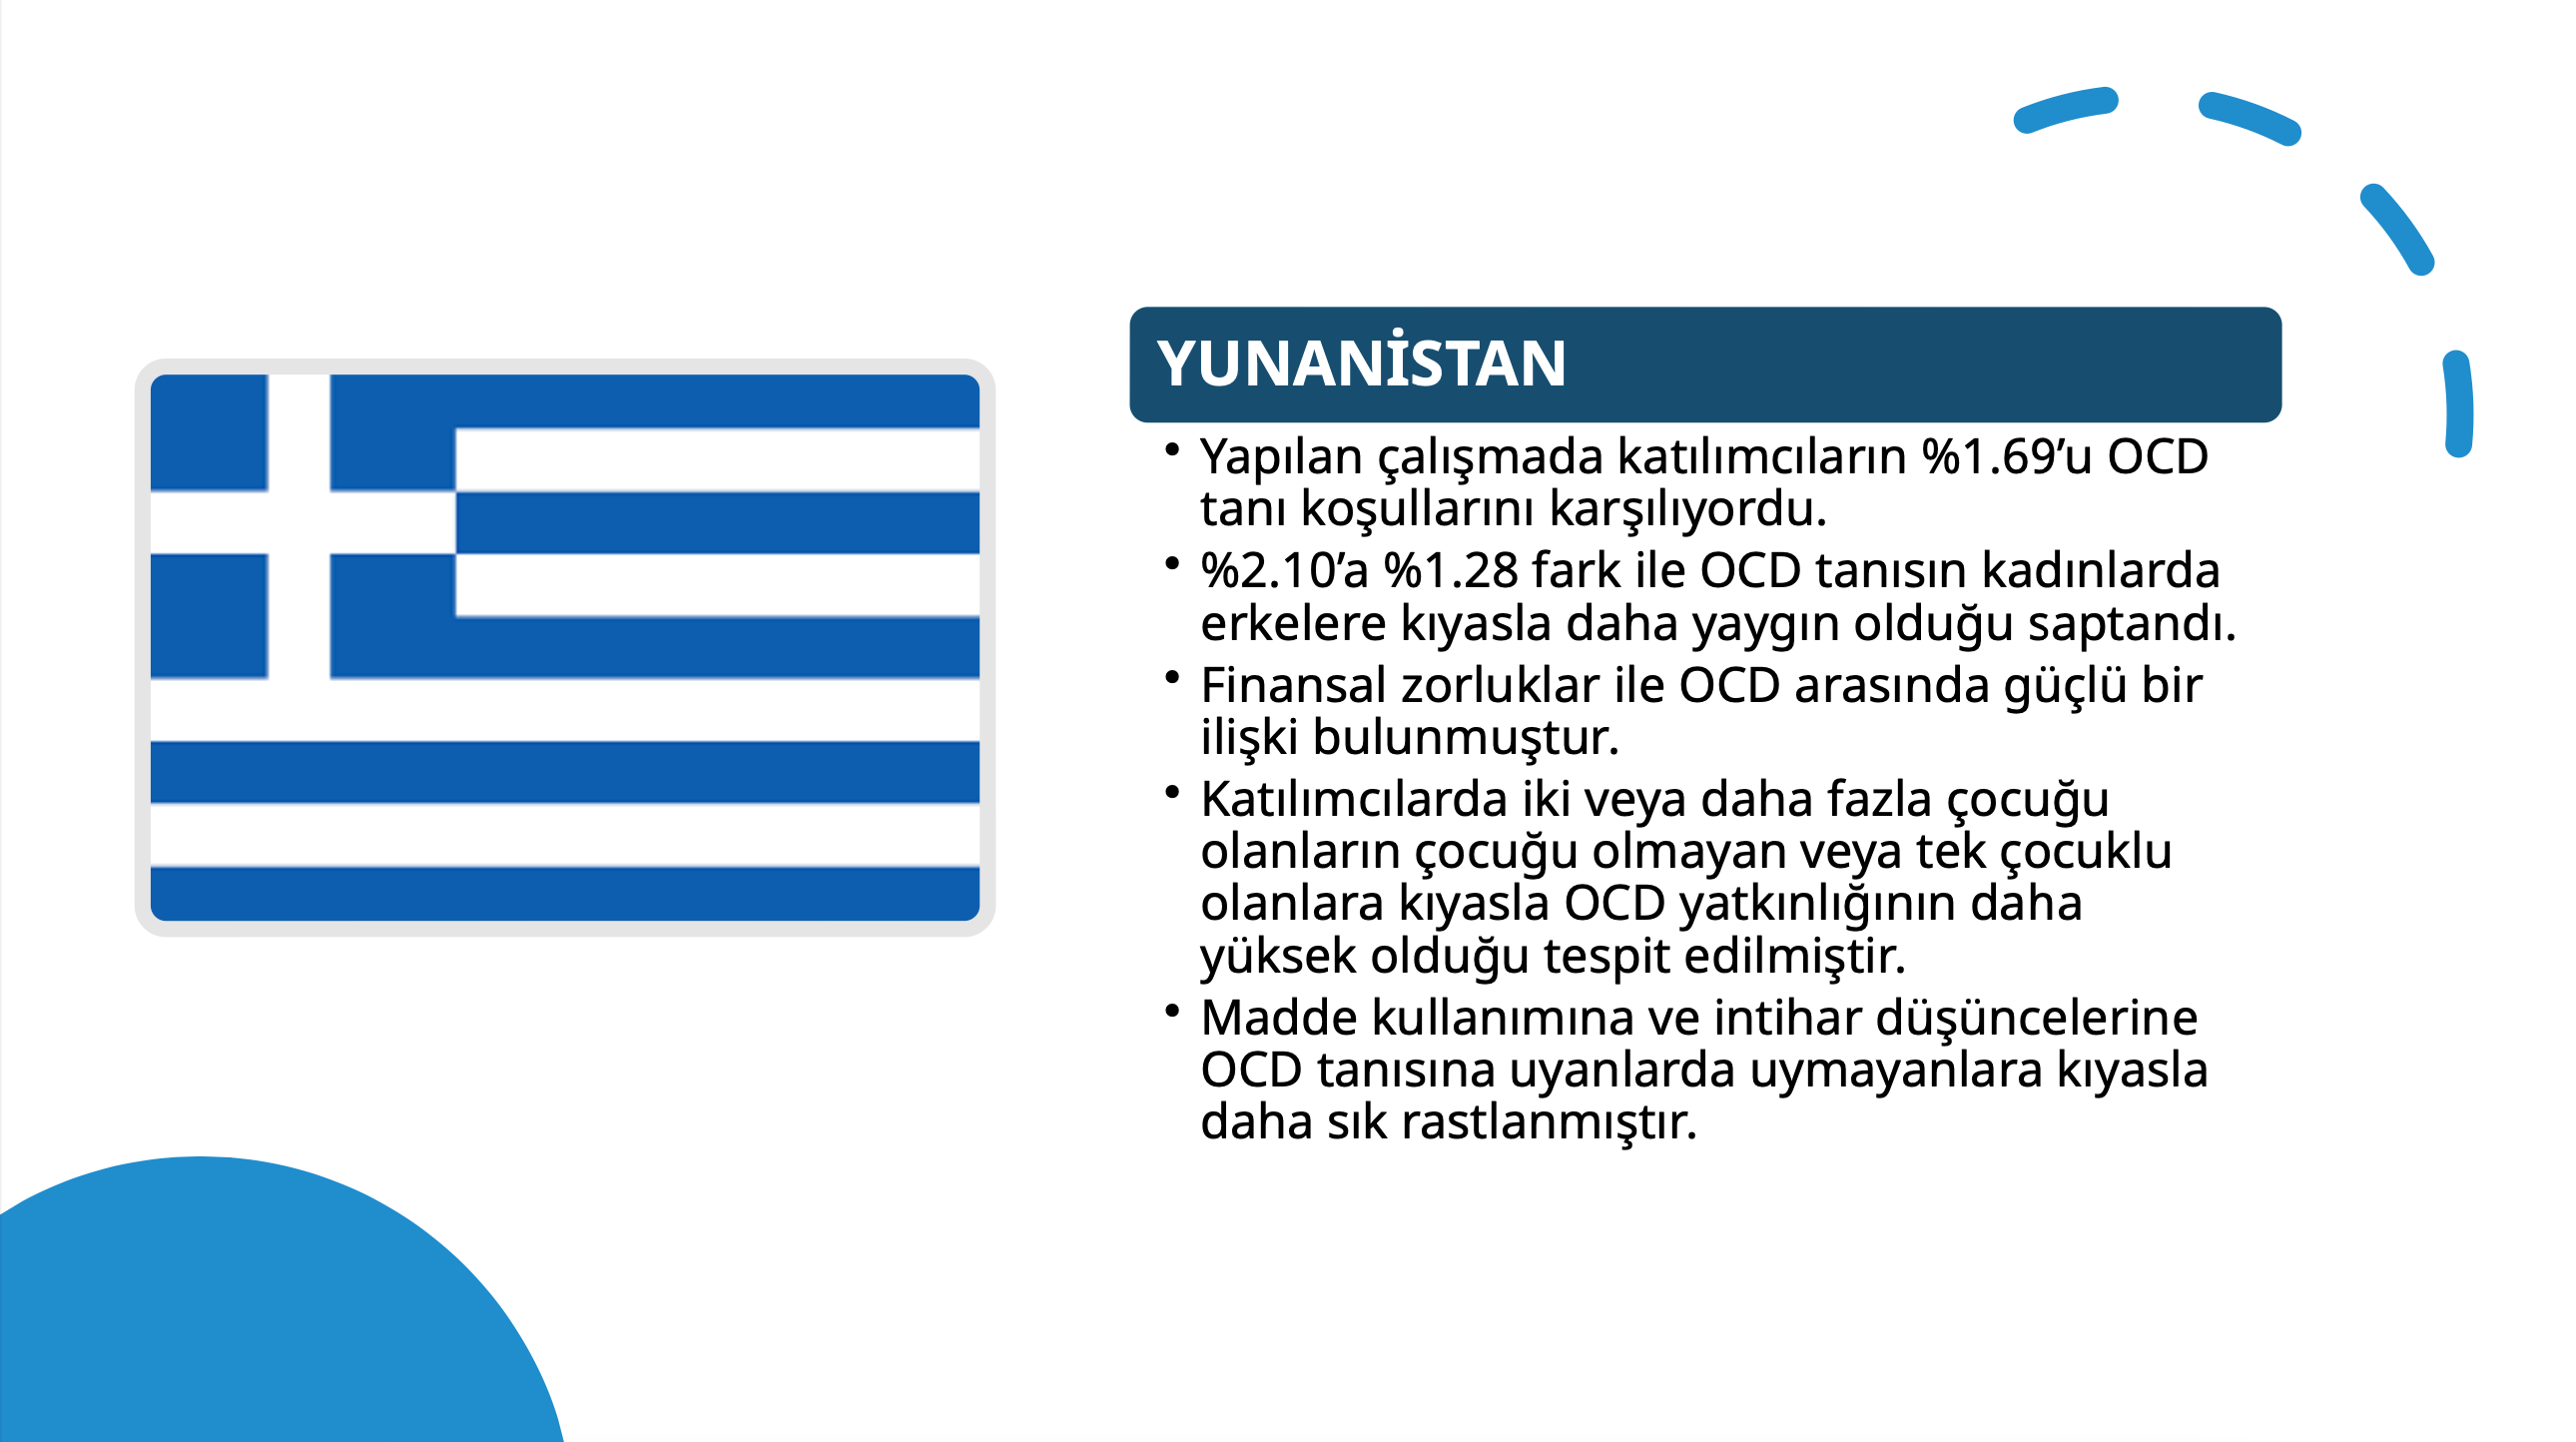 YUNANİSTAN
• Yapılan çalışmada katılımcıların %1.69’u OCD
tanı koşullarını karşılıyordu.
• %2.10’a %1.28 fark ile OCD tanısın kadınlarda
erkelere kıyasla daha yaygın olduğu saptandı.
• Finansal zorluklar ile OCD arasında güçlü bir
ilişki bulunmuştur.
• Katılımcılarda iki veya daha fazla çocuğu
olanların çocuğu olmayan veya tek çocuklu
olanlara kıyasla OCD yatkınlığının daha
yüksek olduğu tespit edilmiştir.
• Madde kullanımına ve intihar düşüncelerine
OCD tanısına uyanlarda uymayanlara kıyasla
daha sık rastlanmıştır.